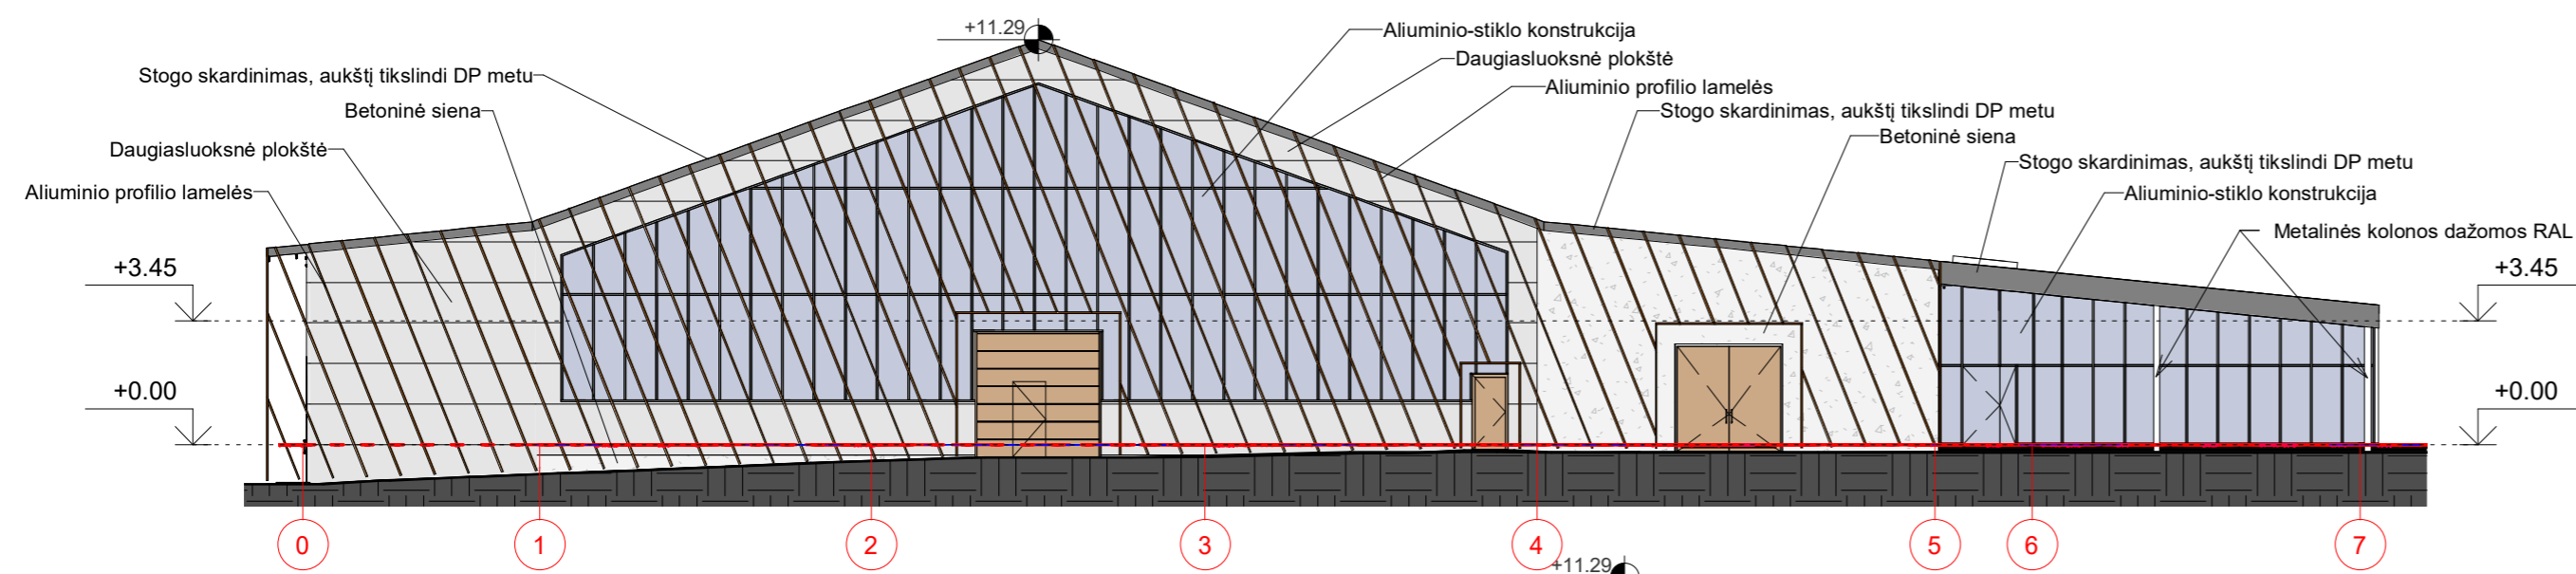 +11.29
Aliuminio-stiklo konstrukcija
Stogo skardinimas, aukštį tikslindi DP metu
Daugiasluoksnė plokštė
Aliuminio profilio lamelės
Betoninė siena
Stogo skardinimas, aukštį tikslindi DP metu
Betoninė siena
Daugiasluoksnė plokštė
Stogo skardinimas, aukštį tikslindi DP metu
Aliuminio profilio lamelės
Aliuminio-stiklo konstrukcija
Metalinės kolonos dažomos RAL
+3.45
+3.45
+0.00
+0.00
0
1
2
3
4
5
6
7
+11.29